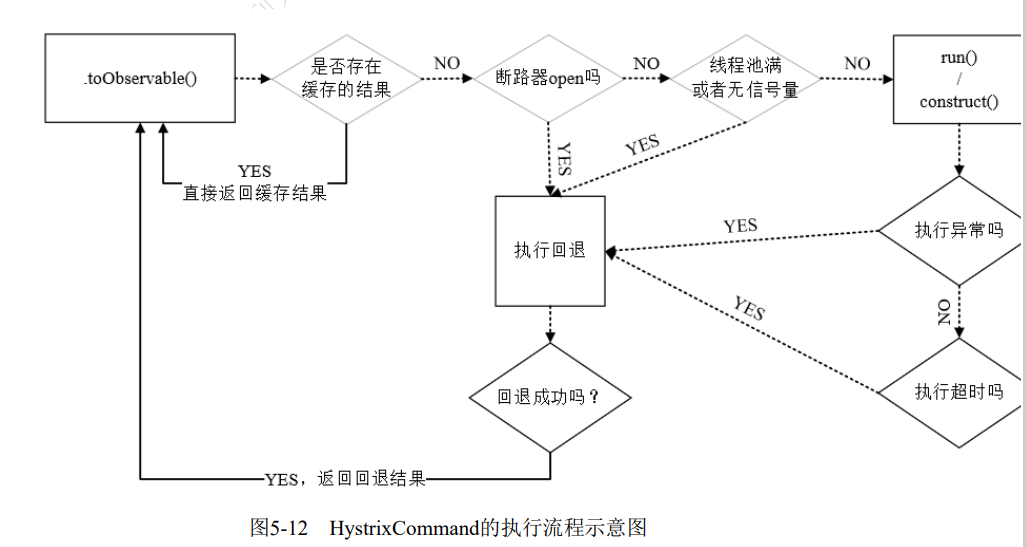 .toObservable()
是否存在
缓存的结果
NO
断路器open吗
NO
线程池满
或者无信号量
NO
run()
/
construct()
YES
直接返回缓存结果
YES
YES
执行回退
YES
执行异常吗
NO
YES
执行超时吗
回退成功吗？
YES，返回回退结果
图5-12 HystrixCommand的执行流程示意图